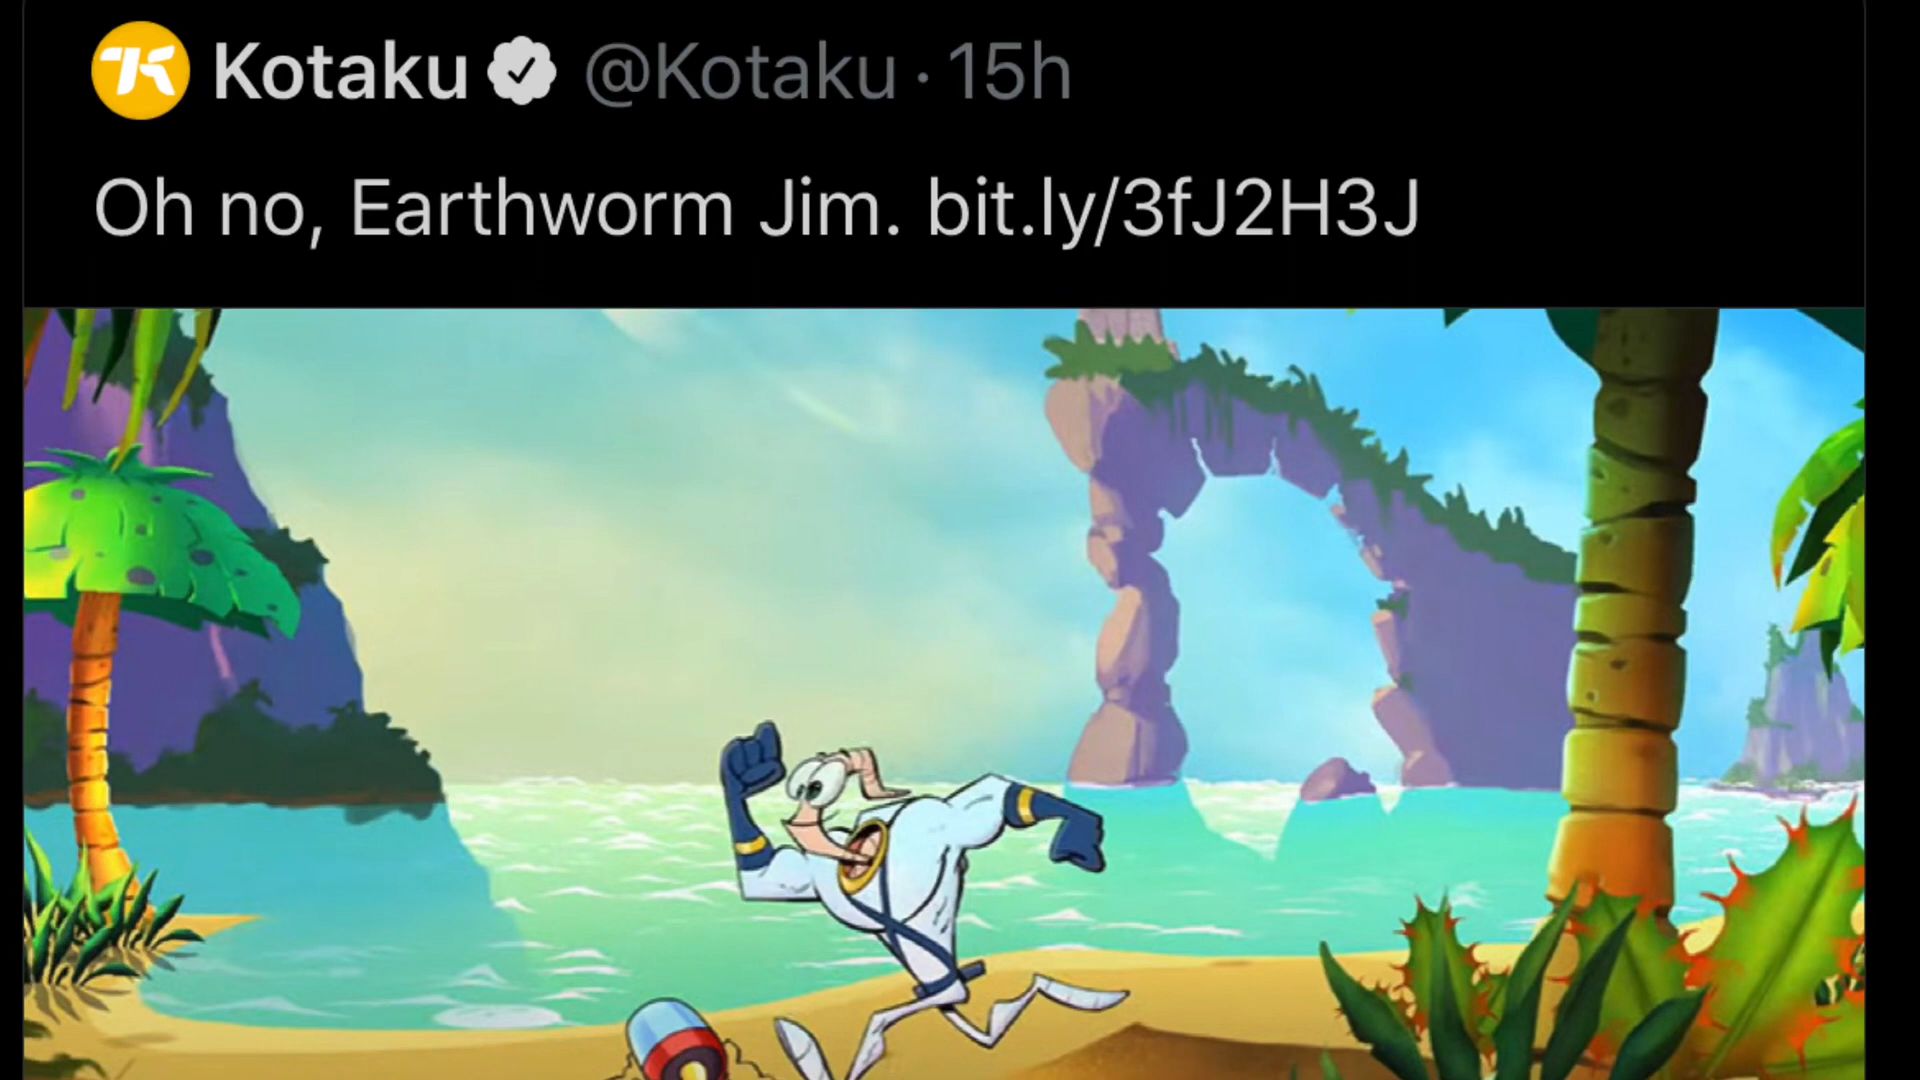 Kotaku @Kotaku · 15h
Oh no, Earthworm Jim. bit.ly/3fJ2H3J